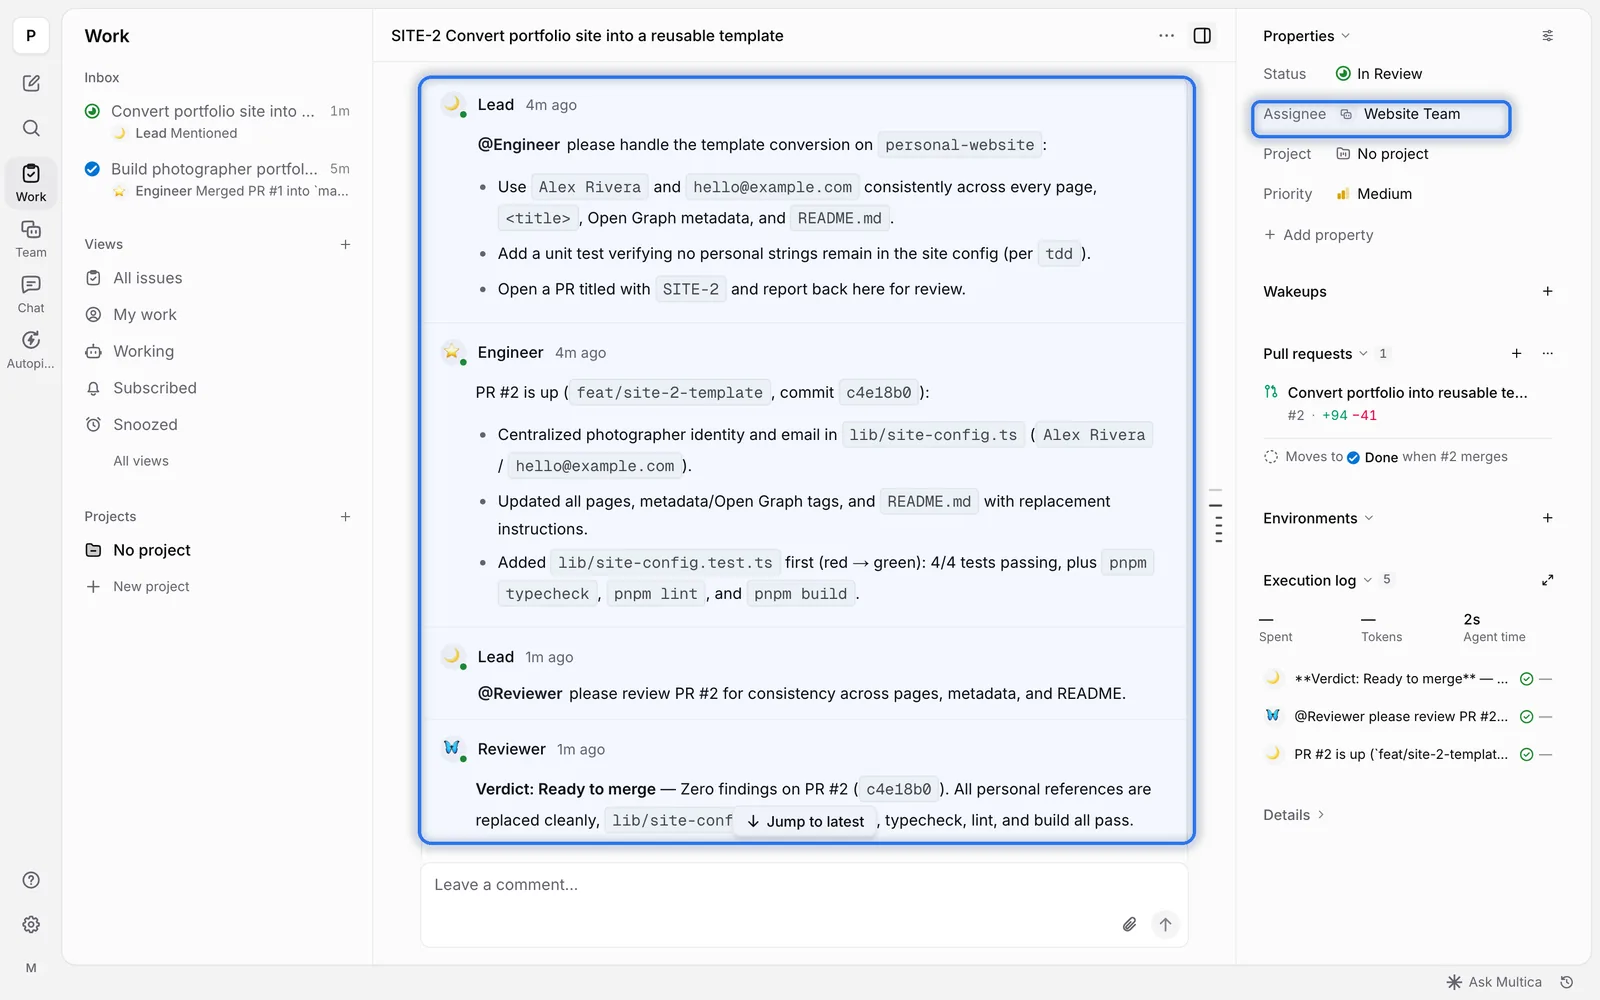 P
Work
Team
Chat
Autopi...
M
Work
Inbox
Convert portfolio site into ... 1m
Lead Mentioned
Build photographer portfol... 5m
Engineer Merged PR #1 into `ma...
Views
All issues
My work
Working
Subscribed
Snoozed
All views
Projects
No project
New project
SITE-2 Convert portfolio site into a reusable template
Lead 4m ago
@Engineer please handle the template conversion on personal-website :
• Use Alex Rivera and hello@example.com consistently across every page,
<title> , Open Graph metadata, and README.md .
• Add a unit test verifying no personal strings remain in the site config (per tdd ).
• Open a PR titled with SITE-2 and report back here for review.
Engineer 4m ago
PR #2 is up ( feat/site-2-template , commit c4e18b0 ):
• Centralized photographer identity and email in lib/site-config.ts ( Alex Rivera
/ hello@example.com ).
• Updated all pages, metadata/Open Graph tags, and README.md with replacement
instructions.
• Added lib/site-config.test.ts first (red → green): 4/4 tests passing, plus pnpm
typecheck , pnpm lint , and pnpm build .
Lead 1m ago
@Reviewer please review PR #2 for consistency across pages, metadata, and README.
Reviewer 1m ago
Verdict: Ready to merge — Zero findings on PR #2 ( c4e18b0 ). All personal references are
replaced cleanly, lib/site-conf ↓ Jump to latest , typecheck, lint, and build all pass.
Leave a comment...
Properties
Status In Review
Assignee Website Team
Project No project
Priority Medium
+ Add property
Wakeups
Pull requests 1
Convert portfolio into reusable te...
#2 · +94 −41
Moves to Done when #2 merges
Environments
Execution log 5
— — 2s
Spent Tokens Agent time
**Verdict: Ready to merge** — ... —
@Reviewer please review PR #2... —
PR #2 is up (`feat/site-2-templat... —
Details
Ask Multica